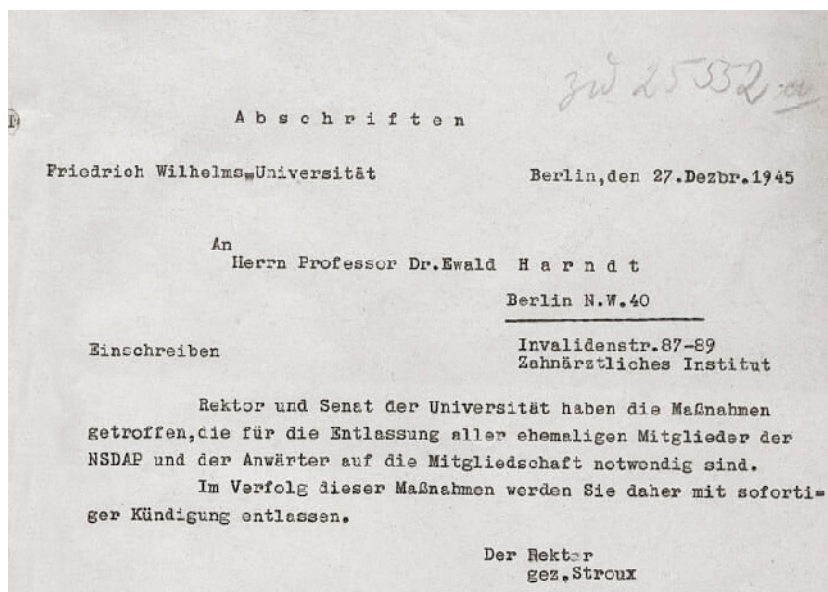 zu 25552
Abschriften
Friedrich Wilhelms=Universität Berlin,den 27.Dezbr.1945
An
Herrn Professor Dr.Ewald Harndt
Berlin N.W.40
Einschreiben Invalidenstr.87-89
Zahnärztliches Institut
Rektor und Senat der Universität haben die Maßnahmen
getroffen,die für die Entlassung aller ehemaligen Mitglieder der
NSDAP und der Anwärter auf die Mitgliedschaft notwendig sind.
Im Verfolg dieser Maßnahmen werden Sie daher mit soforti=
ger Kündigung entlassen.
Der Rektor
gez.Stroux